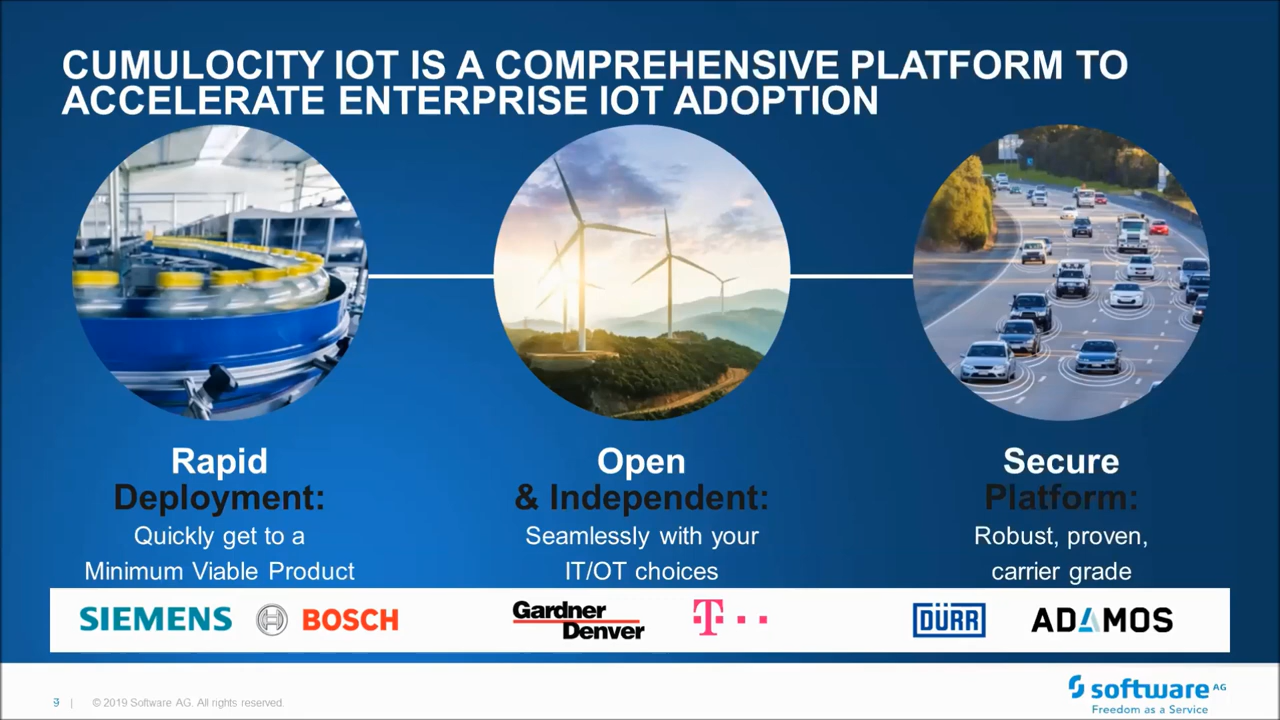 CUMULOCITY IOT IS A COMPREHENSIVE PLATFORM TO
ACCELERATE ENTERPRISE IOT ADOPTION
Rapid
Deployment:
Quickly get to a
Minimum Viable Product
Open
& Independent:
Seamlessly with your
IT/OT choices
Secure
Platform:
Robust, proven,
carrier grade
SIEMENS
BOSCH
Gardner
Denver
T
DÜRR
ADAMOS
| © 2019 Software AG. All rights reserved.
software AG
Freedom as a Service